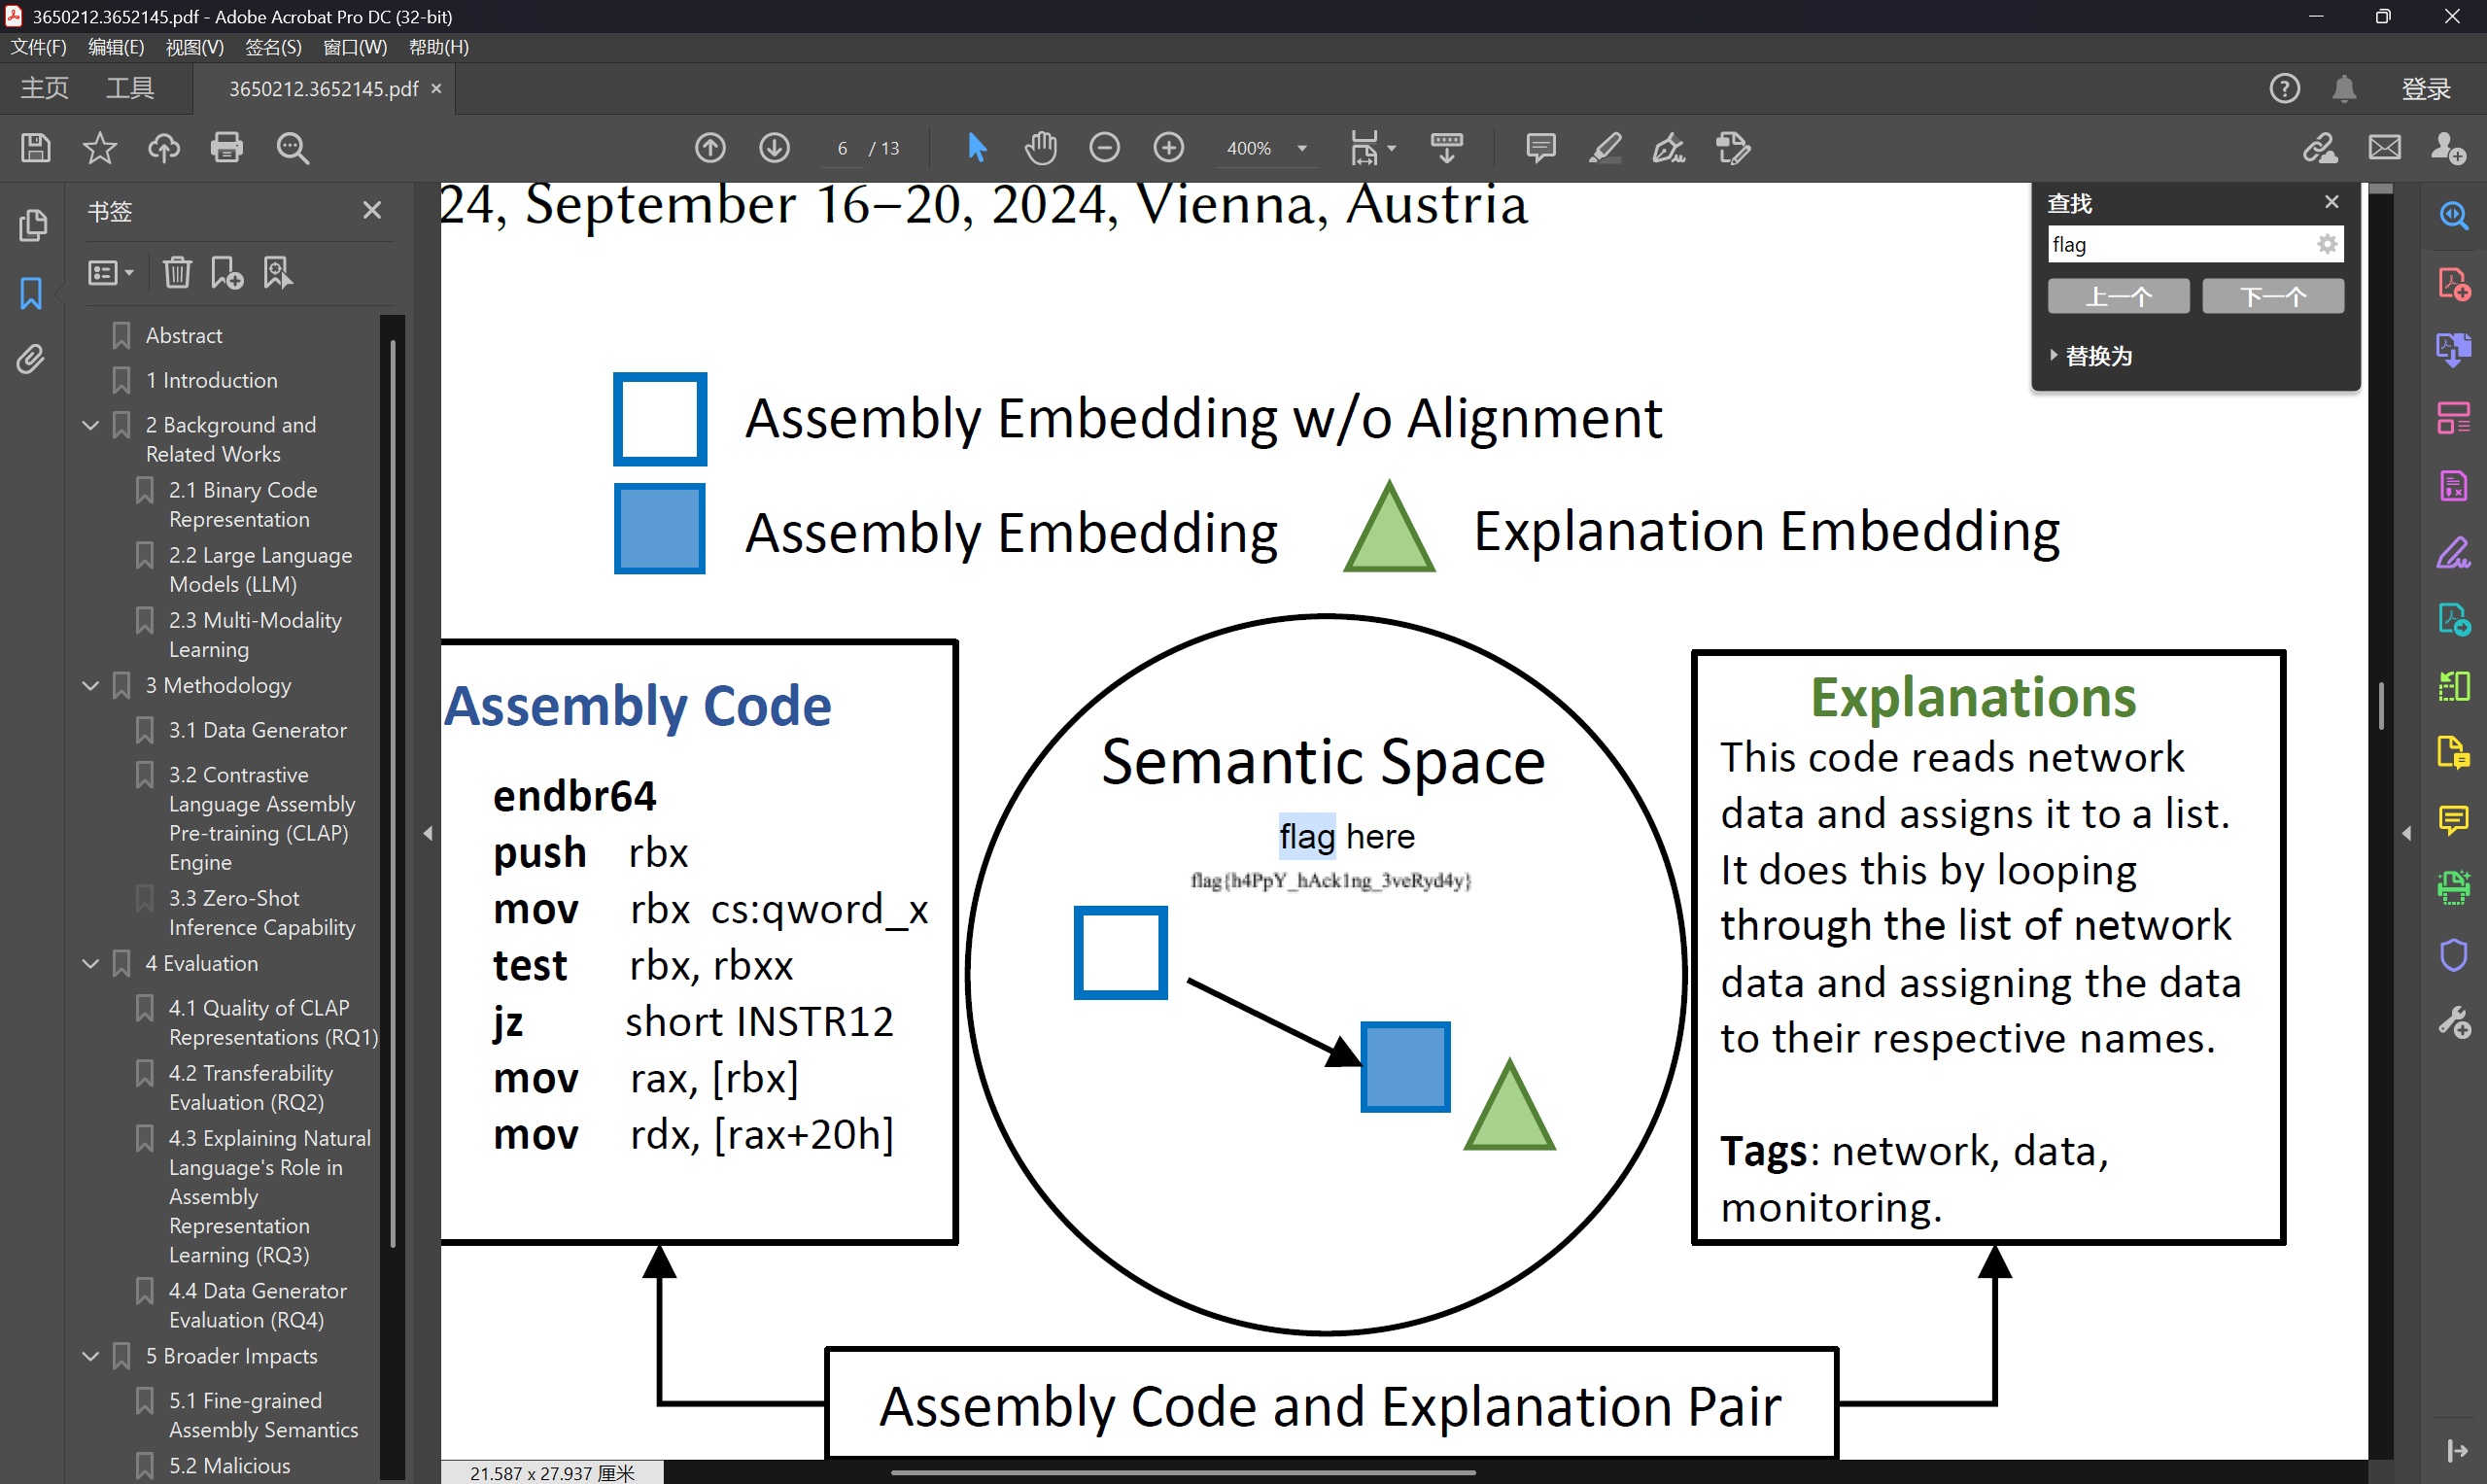 3650212.3652145.pdf - Adobe Acrobat Pro DC (32-bit)
文件(F) 编辑(E) 视图(V) 签名(S) 窗口(W) 帮助(H)
主页 工具 3650212.3652145.pdf × 登录
6 / 13 400%
书签
Abstract
1 Introduction
2 Background and
Related Works
2.1 Binary Code
Representation
2.2 Large Language
Models (LLM)
2.3 Multi-Modality
Learning
3 Methodology
3.1 Data Generator
3.2 Contrastive
Language Assembly
Pre-training (CLAP)
Engine
3.3 Zero-Shot
Inference Capability
4 Evaluation
4.1 Quality of CLAP
Representations (RQ1)
4.2 Transferability
Evaluation (RQ2)
4.3 Explaining Natural
Language's Role in
Assembly
Representation
Learning (RQ3)
4.4 Data Generator
Evaluation (RQ4)
5 Broader Impacts
5.1 Fine-grained
Assembly Semantics
5.2 Malicious
24, September 16–20, 2024, Vienna, Austria
查找
flag
上一个 下一个
替换为
Assembly Embedding w/o Alignment
Assembly Embedding Explanation Embedding
Assembly Code
endbr64
push rbx
mov rbx cs:qword_x
test rbx, rbxx
jz short INSTR12
mov rax, [rbx]
mov rdx, [rax+20h]
Semantic Space
flag here
flag{h4PpY_hAck1ng_3veRyd4y}
Explanations
This code reads network
data and assigns it to a list.
It does this by looping
through the list of network
data and assigning the data
to their respective names.
Tags: network, data,
monitoring.
Assembly Code and Explanation Pair
21.587 x 27.937 厘米